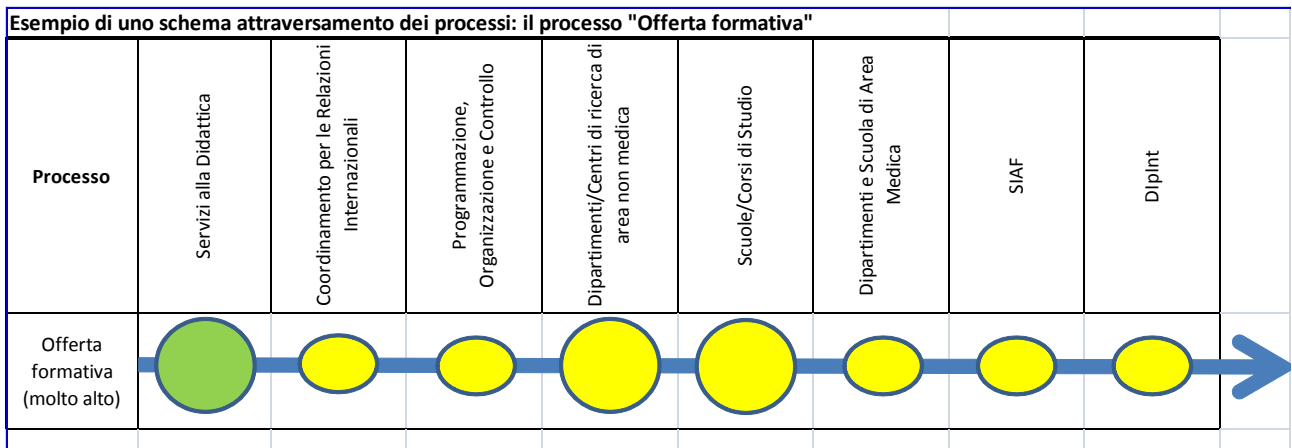 Esempio di uno schema attraversamento dei processi: il processo "Offerta formativa"
Processo
Servizi alla Didattica
Coordinamento per le Relazioni
Internazionali
Programmazione,
Organizzazione e Controllo
Dipartimenti/Centri di ricerca di
area non medica
Scuole/Corsi di Studio
Dipartimenti e Scuola di Area
Medica
SIAF
DIpInt
Offerta
formativa
(molto alto)